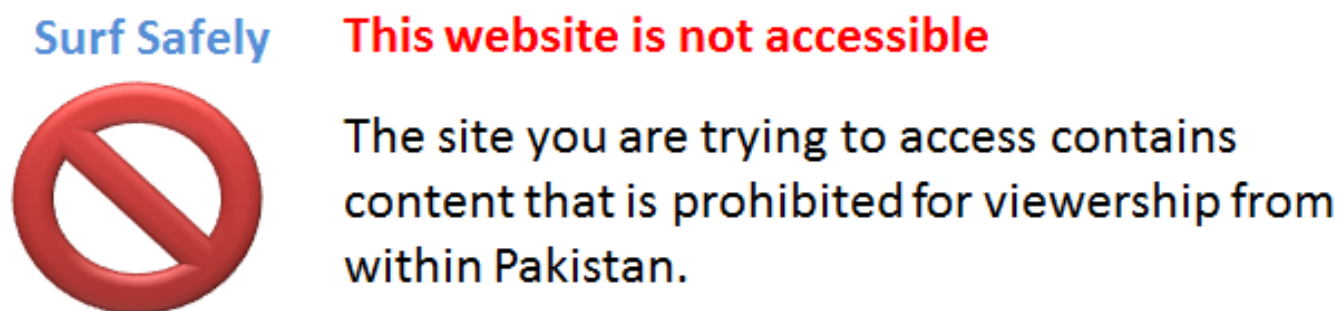 Surf Safely
This website is not accessible
The site you are trying to access contains
content that is prohibited for viewership from
within Pakistan.